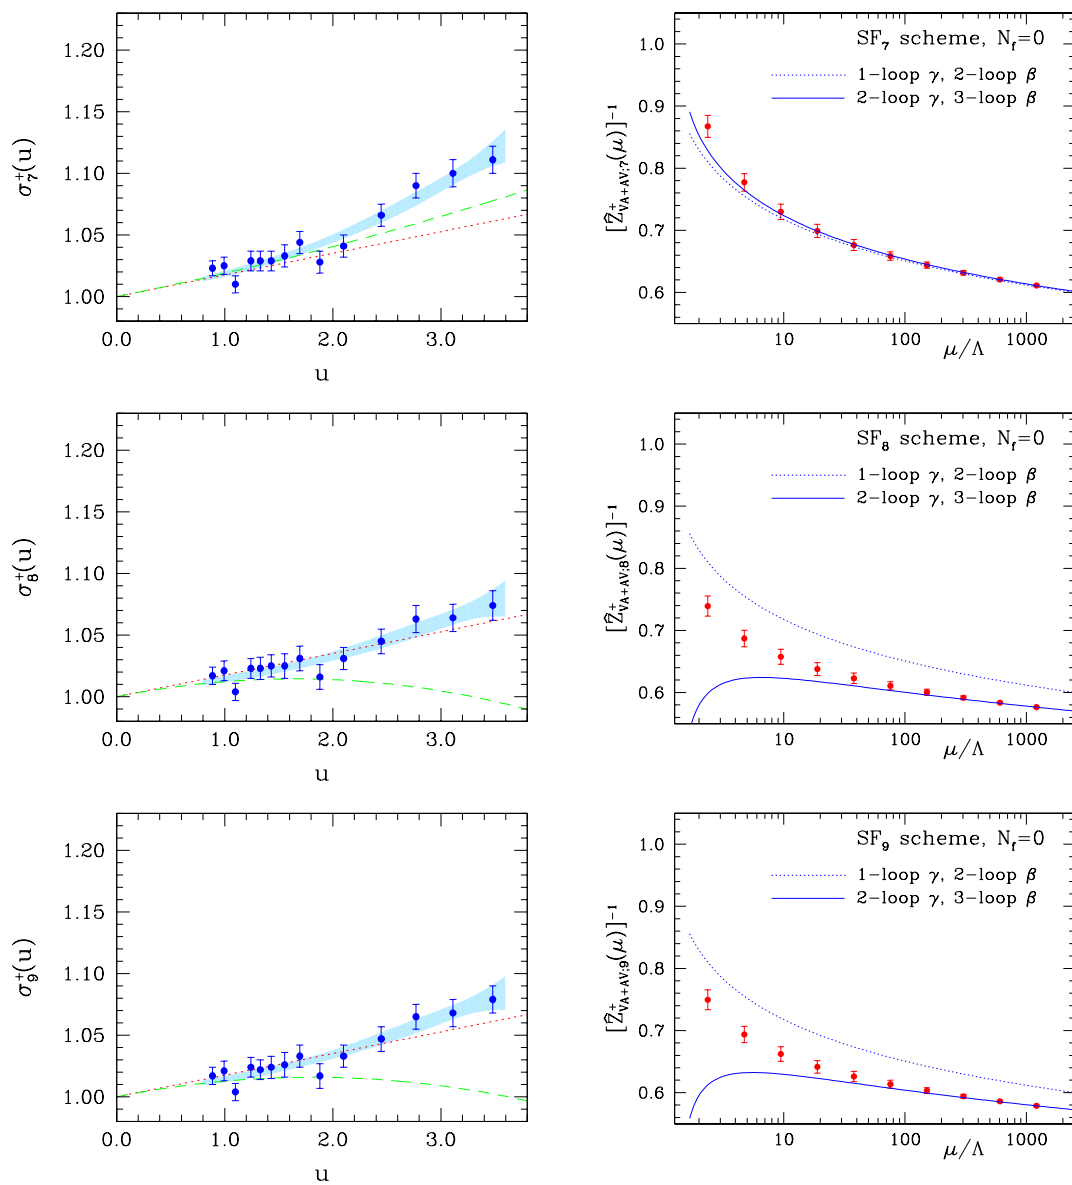 σ₇⁺(u)
1.20
1.15
1.10
1.05
1.00
0.0 1.0 2.0 3.0
u
[Ẑ⁺VA+AV;7(μ)]⁻¹
1.0
0.9
0.8
0.7
0.6
SF₇ scheme, Nf=0
1-loop γ, 2-loop β
2-loop γ, 3-loop β
10 100 1000
μ/Λ
σ₈⁺(u)
1.20
1.15
1.10
1.05
1.00
0.0 1.0 2.0 3.0
u
[Ẑ⁺VA+AV;8(μ)]⁻¹
1.0
0.9
0.8
0.7
0.6
SF₈ scheme, Nf=0
1-loop γ, 2-loop β
2-loop γ, 3-loop β
10 100 1000
μ/Λ
σ₉⁺(u)
1.20
1.15
1.10
1.05
1.00
0.0 1.0 2.0 3.0
u
[Ẑ⁺VA+AV;9(μ)]⁻¹
1.0
0.9
0.8
0.7
0.6
SF₉ scheme, Nf=0
1-loop γ, 2-loop β
2-loop γ, 3-loop β
10 100 1000
μ/Λ